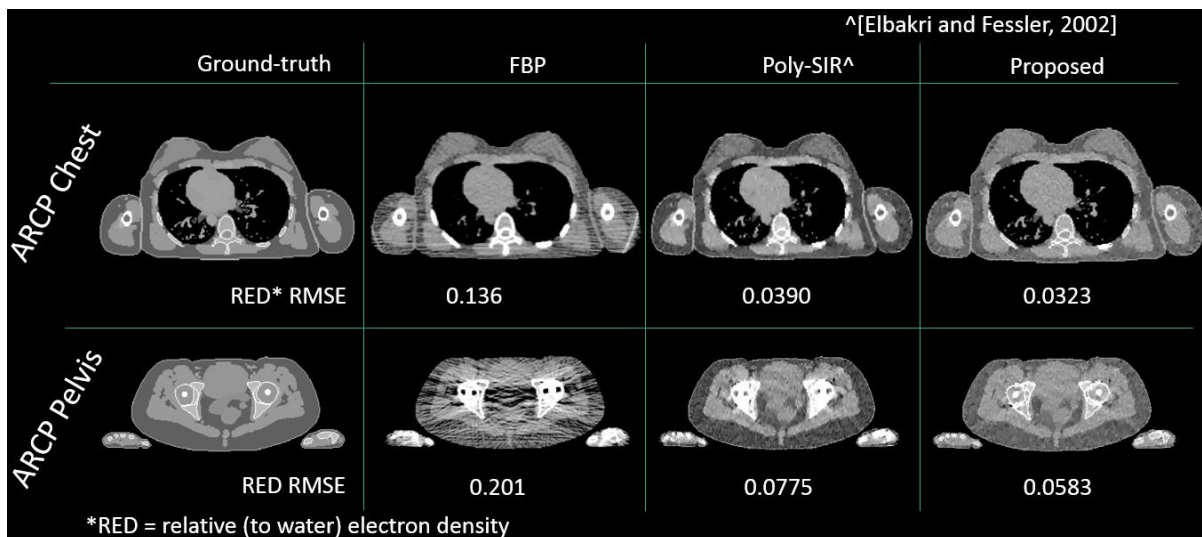 ^[Elbakri and Fessler, 2002]
Ground-truth FBP Poly-SIR^ Proposed
ARCP Chest
RED* RMSE 0.136 0.0390 0.0323
ARCP Pelvis
RED RMSE 0.201 0.0775 0.0583
*RED = relative (to water) electron density